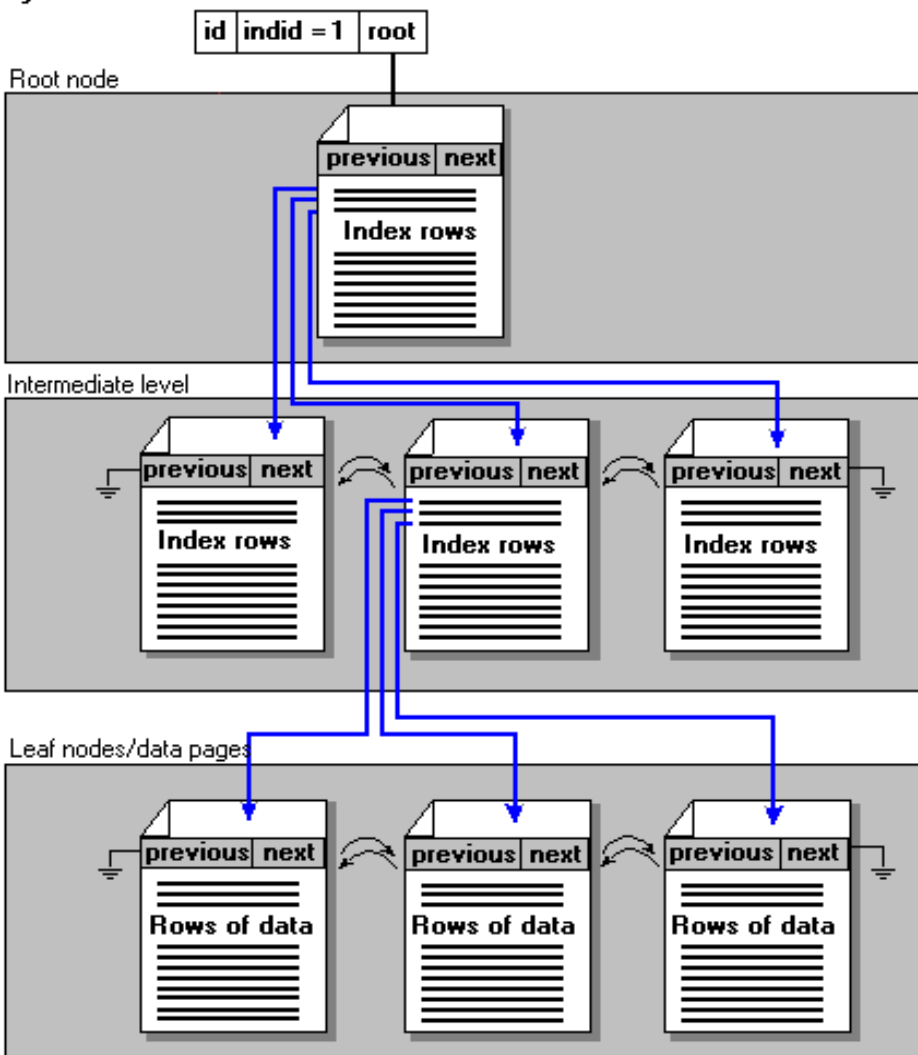 id indid = 1 root
Root node
previous next
Index rows
Intermediate level
previous next previous next previous next
Index rows Index rows Index rows
Leaf nodes/data pages
previous next previous next previous next
Rows of data Rows of data Rows of data